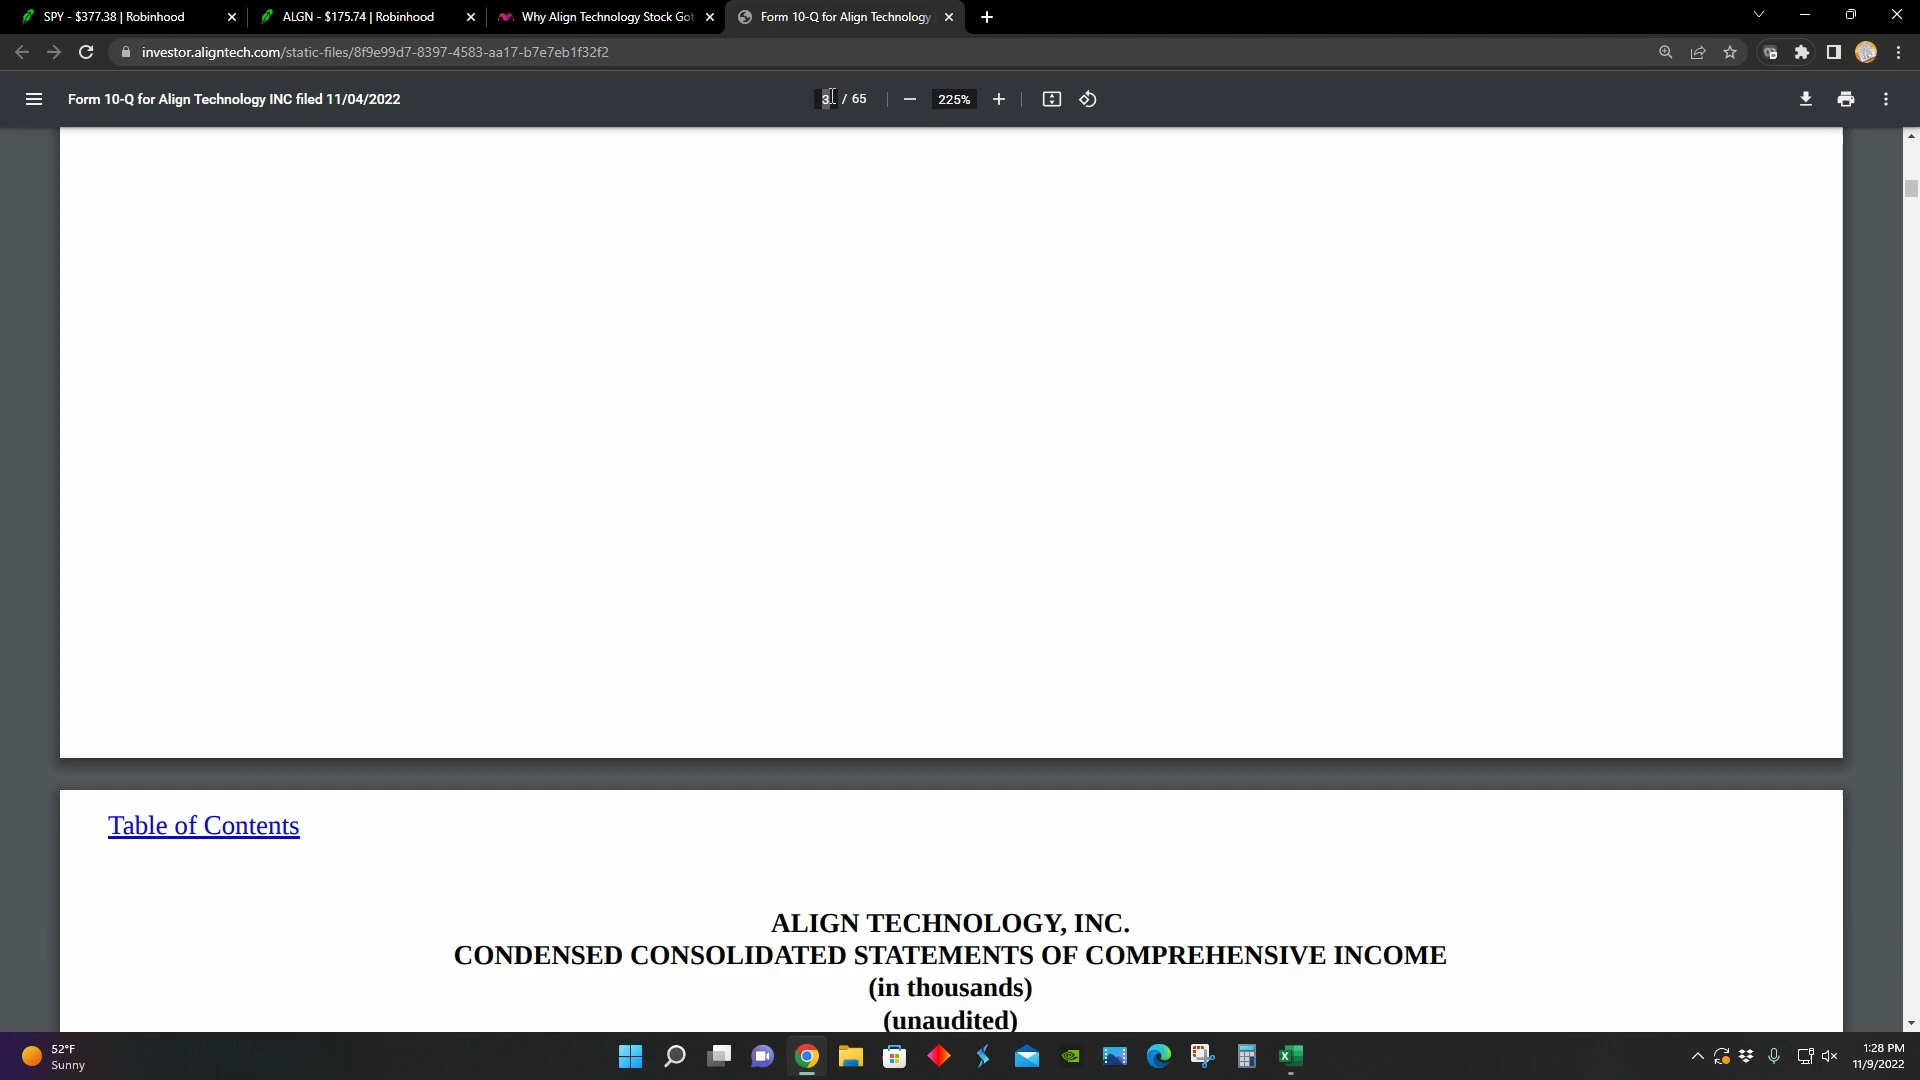 SPY - $377.38 | Robinhood
ALGN - $175.74 | Robinhood
Why Align Technology Stock Got
Form 10-Q for Align Technology
investor.aligntech.com/static-files/8f9e99d7-8397-4583-aa17-b7e7eb1f32f2
Form 10-Q for Align Technology INC filed 11/04/2022
3 / 65
225%
Table of Contents
ALIGN TECHNOLOGY, INC.
CONDENSED CONSOLIDATED STATEMENTS OF COMPREHENSIVE INCOME
(in thousands)
(unaudited)
52°F
Sunny
1:28 PM
11/9/2022